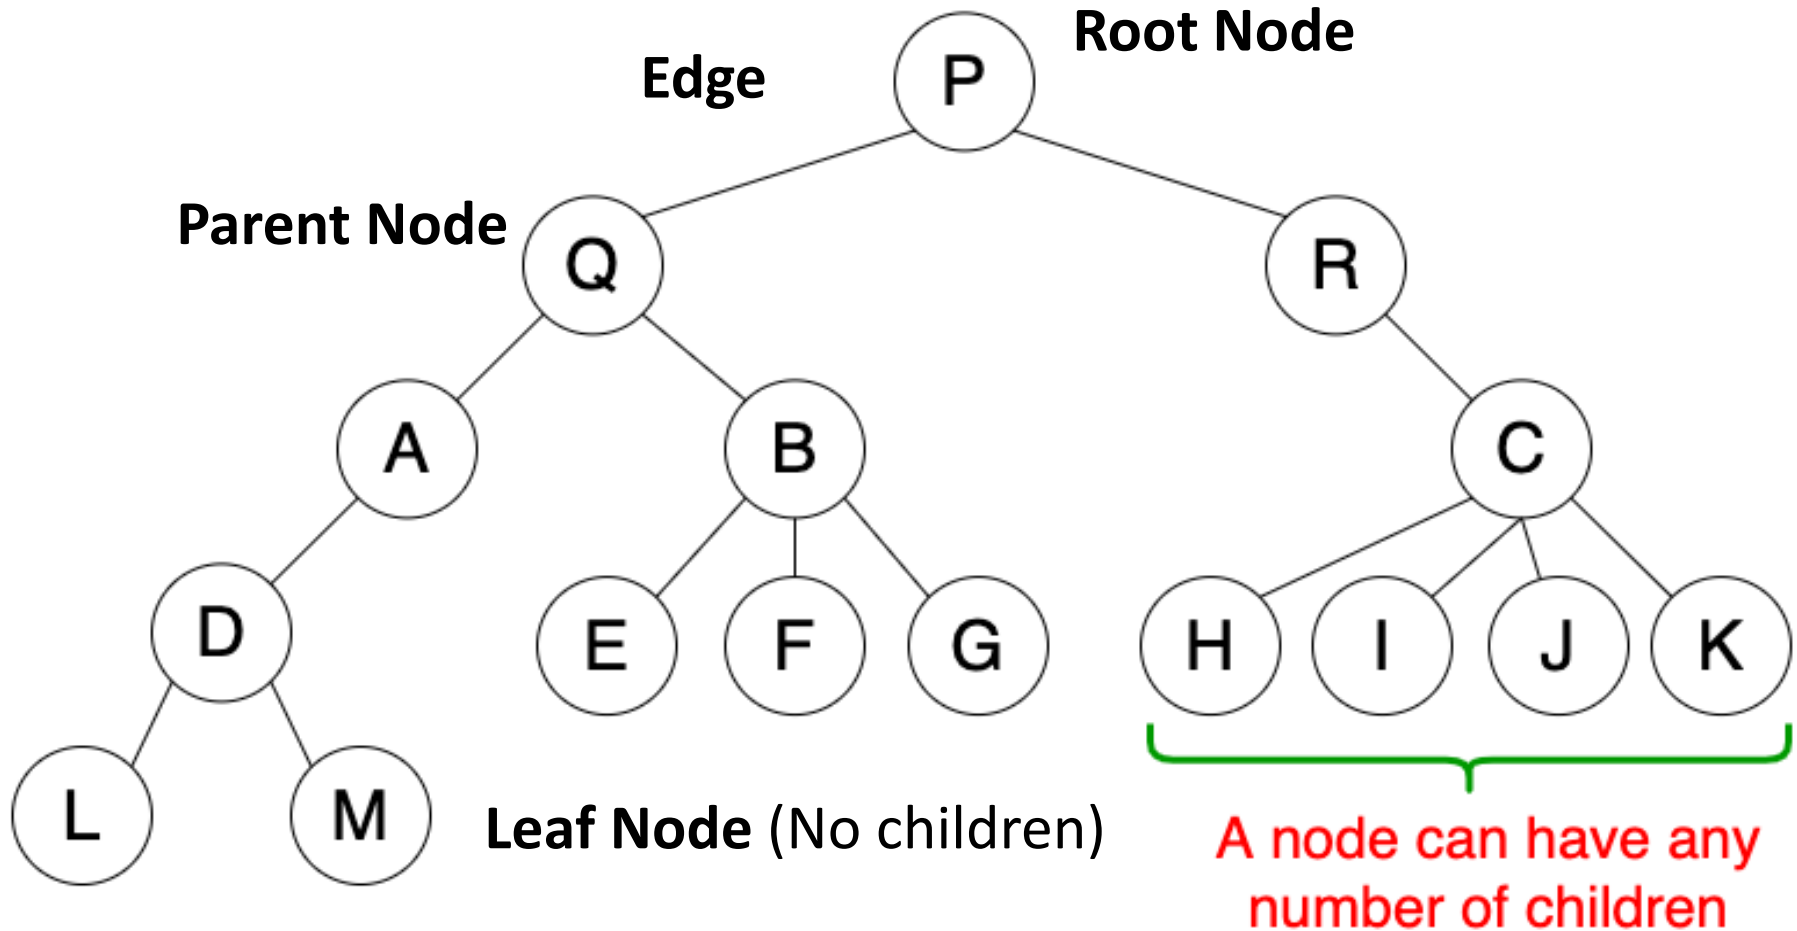 Root Node
P
Edge
Parent Node
Q
R
A
B
C
D
E
F
G
H
I
J
K
L
M
Leaf Node (No children)
A node can have any
number of children